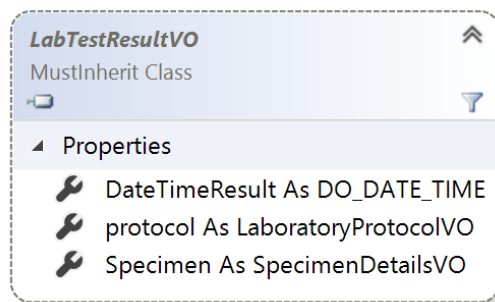 LabTestResultVO
MustInherit Class
Properties
DateTimeResult As DO_DATE_TIME
protocol As LaboratoryProtocolVO
Specimen As SpecimenDetailsVO